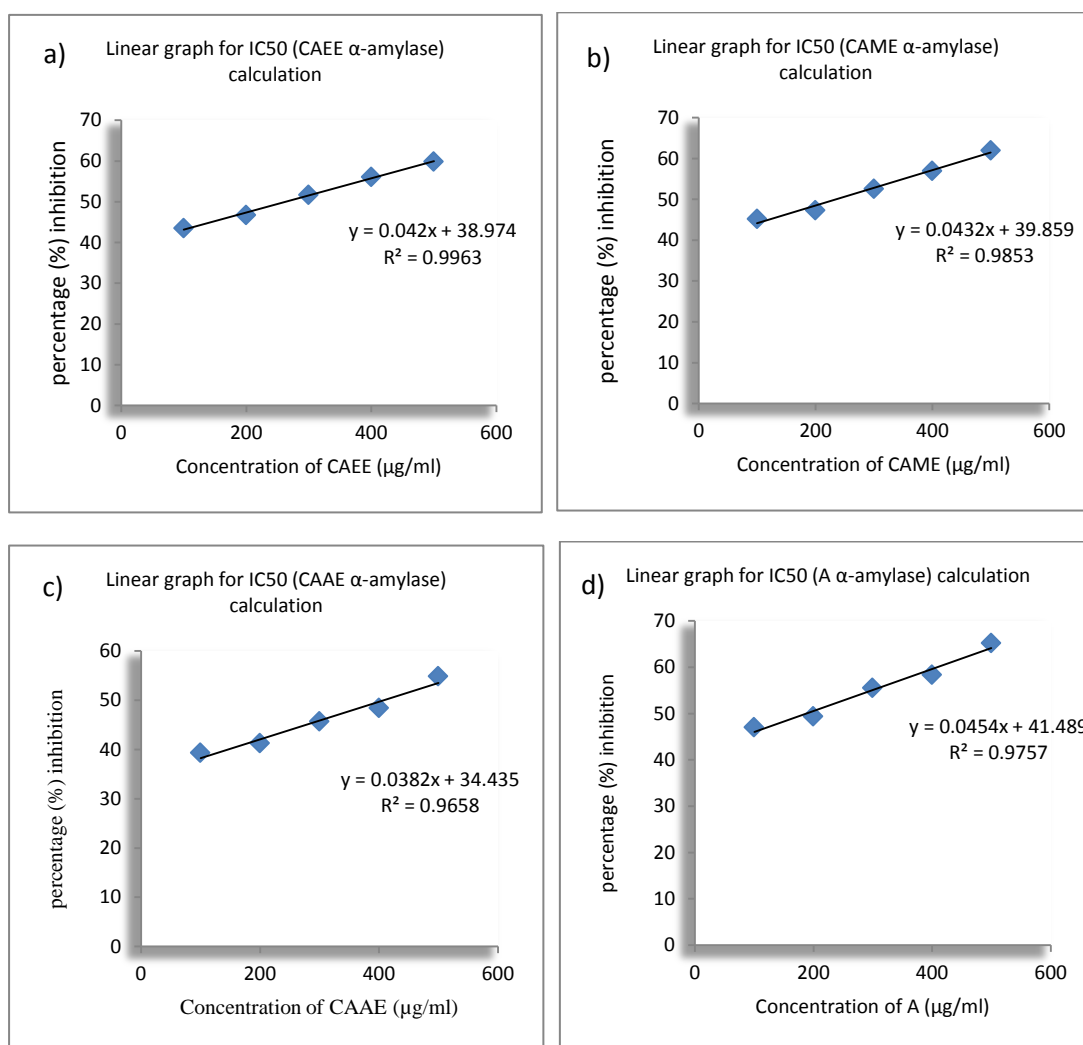 a)
Linear graph for IC50 (CAEE α-amylase)
calculation
percentage (%) inhibition
70
60
50
40
30
20
10
0
y = 0.042x + 38.974
R² = 0.9963
0
200
400
600
Concentration of CAEE (µg/ml)
b)
Linear graph for IC50 (CAME α-amylase)
calculation
percentage (%) inhibition
70
60
50
40
30
20
10
0
y = 0.0432x + 39.859
R² = 0.9853
0
200
400
600
Concentration of CAME (µg/ml)
c)
Linear graph for IC50 (CAAE α-amylase)
calculation
percentage (%) inhibition
60
50
40
30
20
10
0
y = 0.0382x + 34.435
R² = 0.9658
0
200
400
600
Concentration of CAAE (µg/ml)
d)
Linear graph for IC50 (A α-amylase) calculation
percentage (%) inhibition
70
60
50
40
30
20
10
0
y = 0.0454x + 41.489
R² = 0.9757
0
200
400
600
Concentration of A (µg/ml)